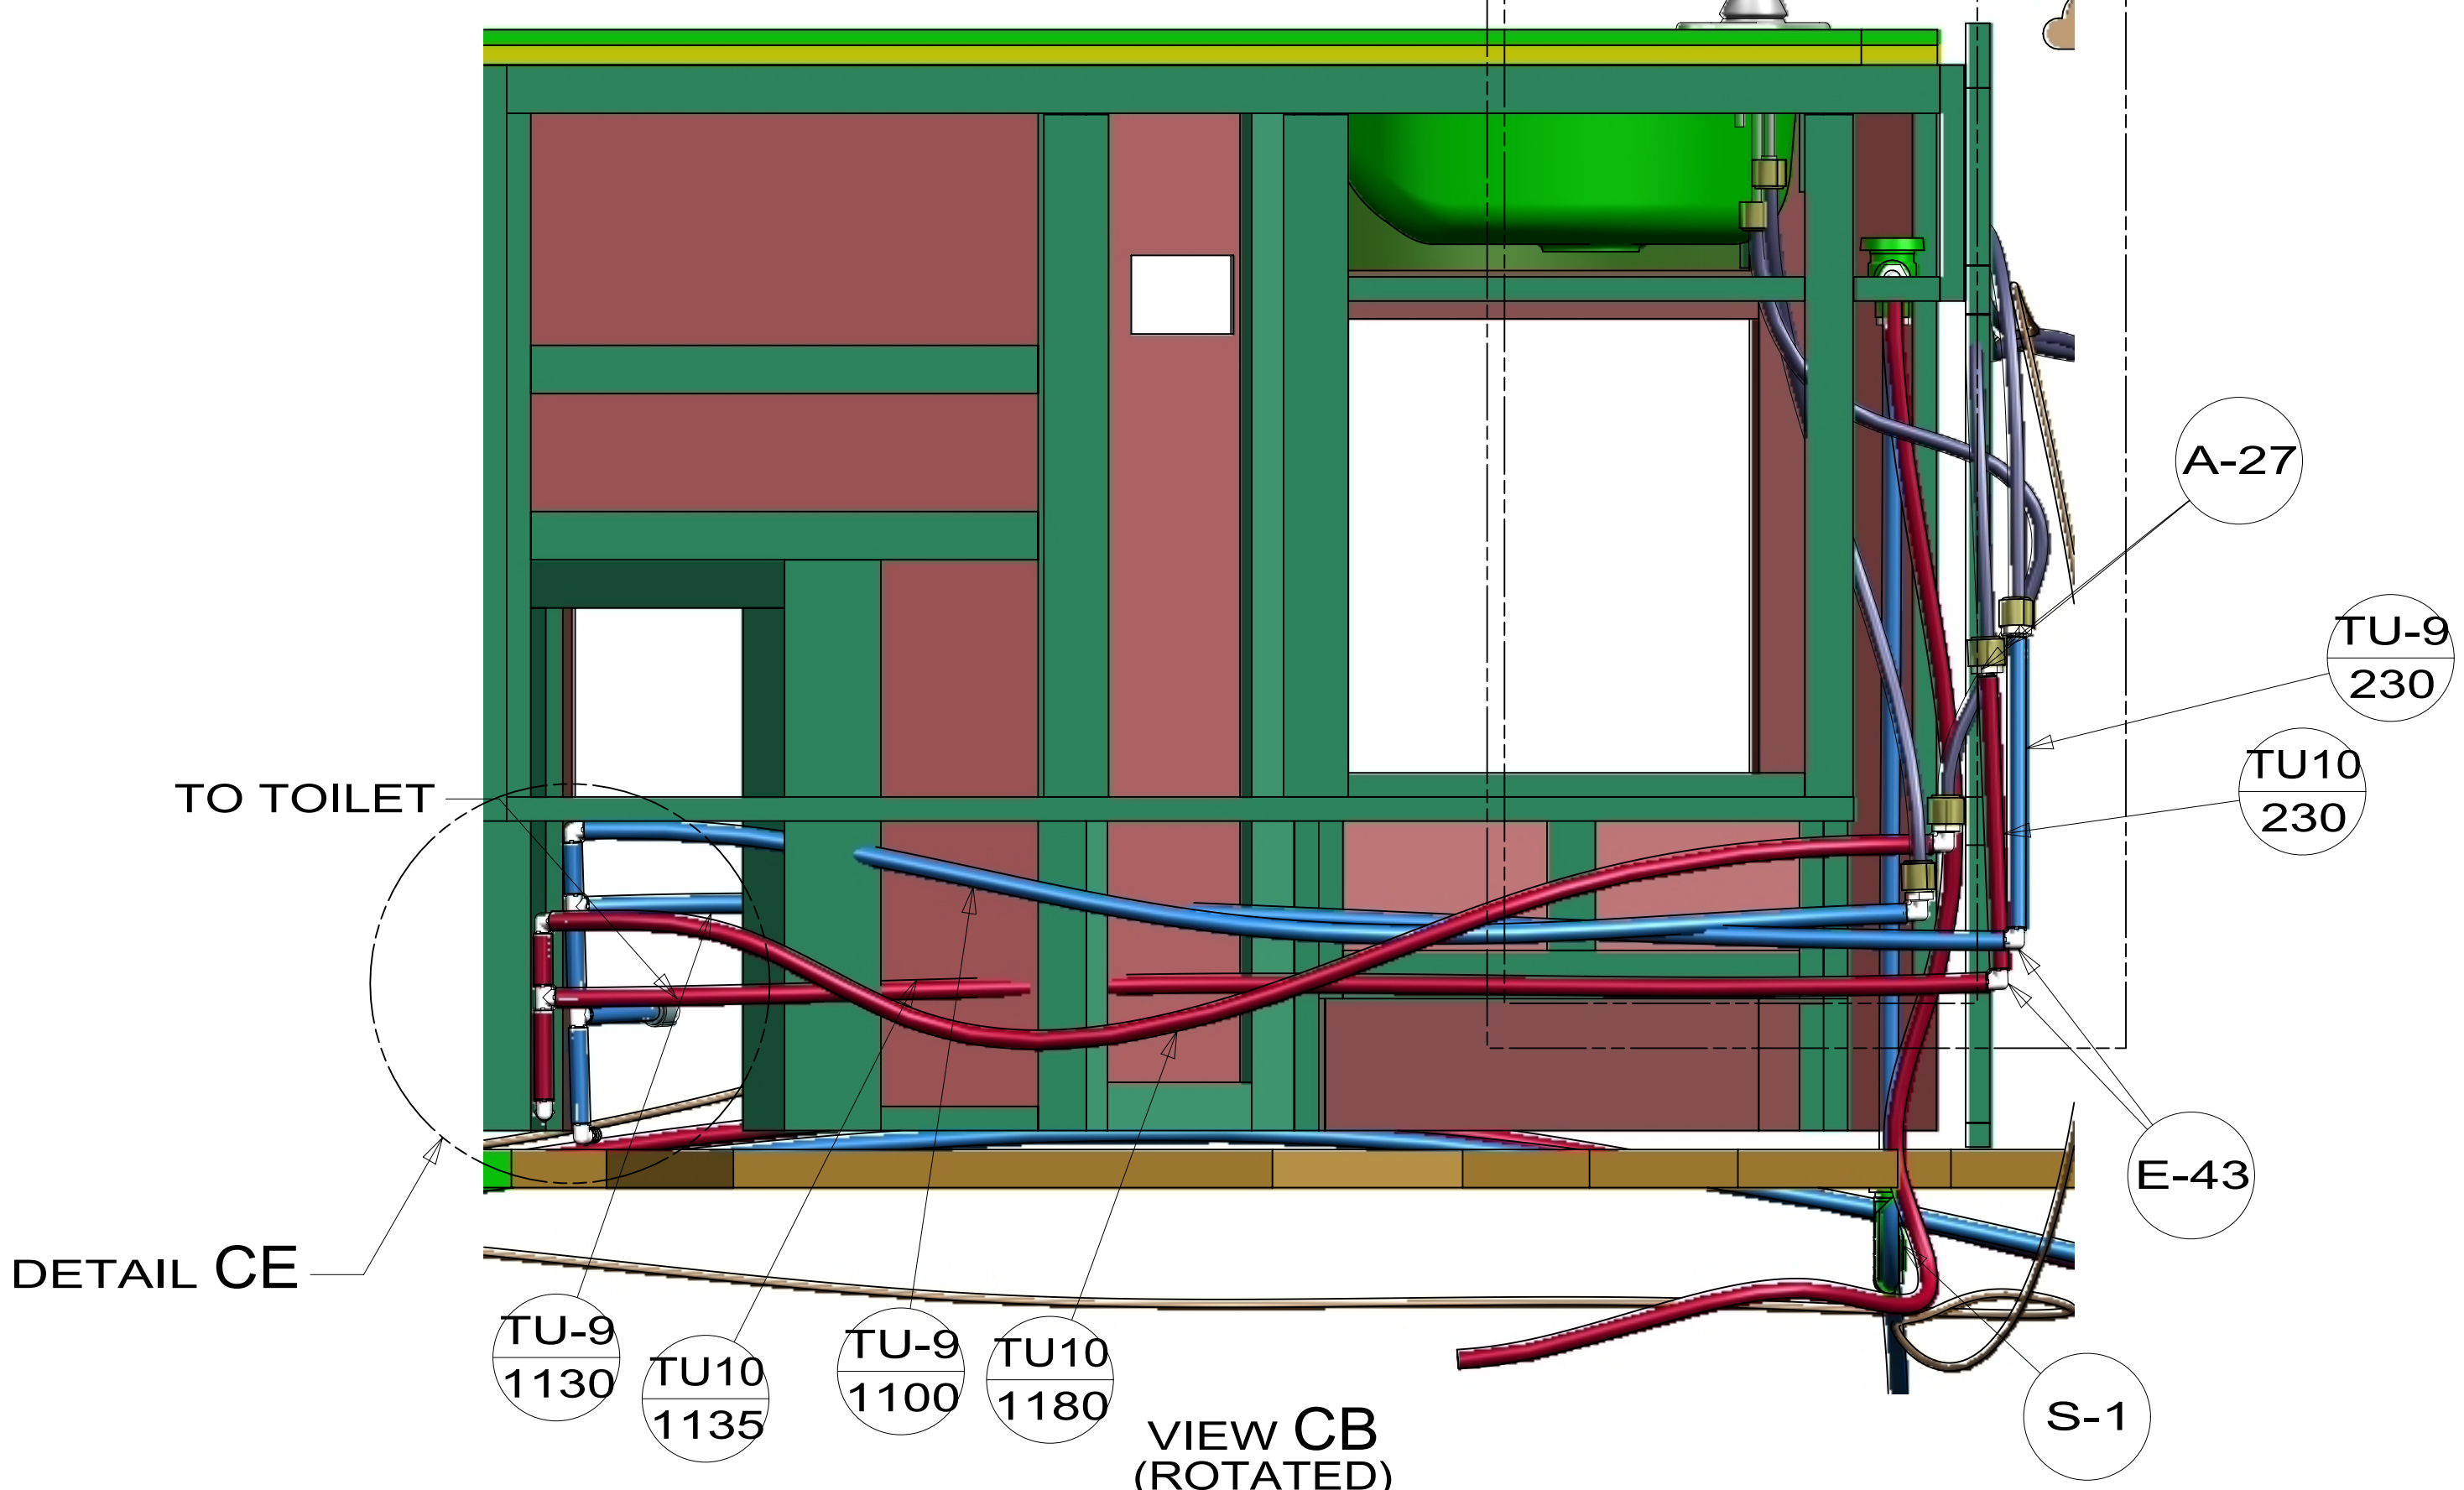 A-27
TU-9
230
TU10
230
TO TOILET
E-43
DETAIL CE
TU-9
1130
TU10
1135
TU-9
1100
TU10
1180
S-1
VIEW CB
(ROTATED)